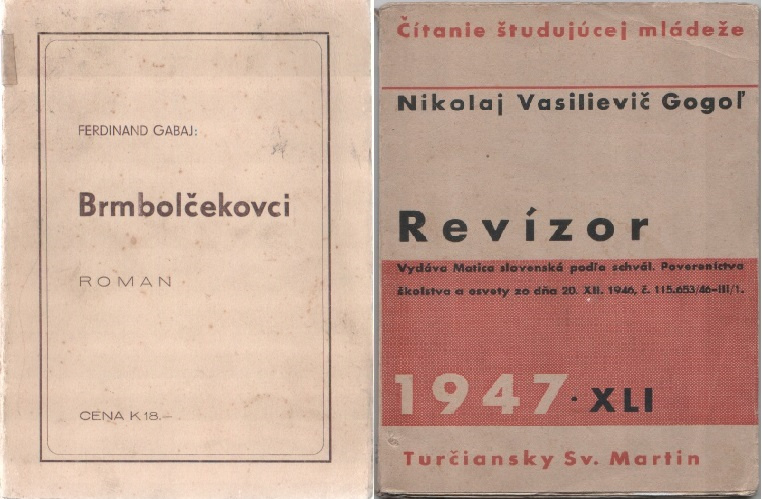 FERDINAND GABAJ:
Brmbolčekovci
ROMAN
CENA K 18.–
Čítanie študujúcej mládeže
Nikolaj Vasilievič Gogoľ
Revízor
Vydáva Matica slovenská podľa schvál. Povereníctva
školstva a osvety zo dňa 20. XII. 1946, č. 115.653/46-III/1.
1947 · XLI
Turčiansky Sv. Martin